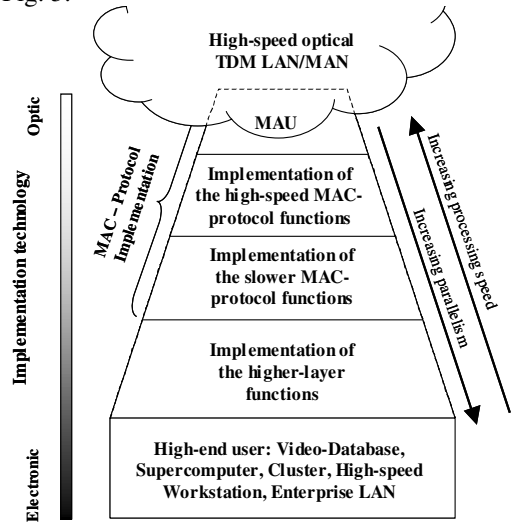 Fig. 3.
High-speed optical
TDM LAN/MAN
MAU
Optic
Implementation technology
Electronic
MAC – Protocol
Implementation
Implementation of
the high-speed MAC-
protocol functions
Implementation of
the slower MAC-
protocol functions
Implementation of
the higher-layer
functions
High-end user: Video-Database,
Supercomputer, Cluster, High-speed
Workstation, Enterprise LAN
Increasing processing speed
Increasing parallelism